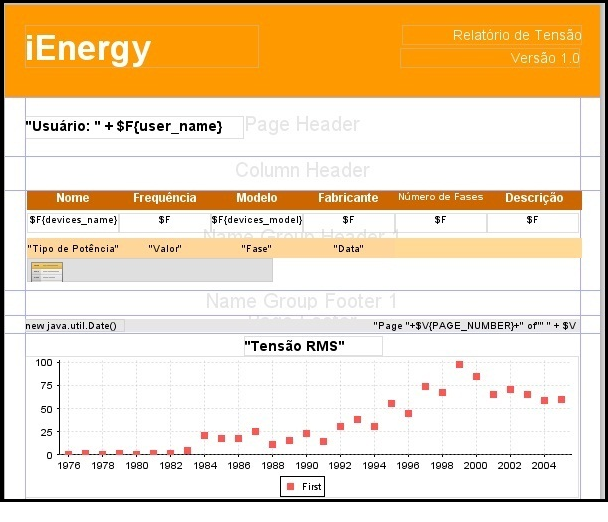 iEnergy
Relatório de Tensão
Versão 1.0
"Usuário: " + $F{user_name}
Page Header
Column Header
Nome Frequência Modelo Fabricante Número de Fases Descrição
$F{devices_name} $F $F{devices_model} $F $F $F
Name Group Header 1
"Tipo de Potência" "Valor" "Fase" "Data"
Name Group Footer 1
Page Footer
new java.util.Date() "Page "+$V{PAGE_NUMBER}+" of"" " + $V
"Tensão RMS"
100
75
50
25
0
1976 1978 1980 1982 1984 1986 1988 1990 1992 1994 1996 1998 2000 2002 2004
First